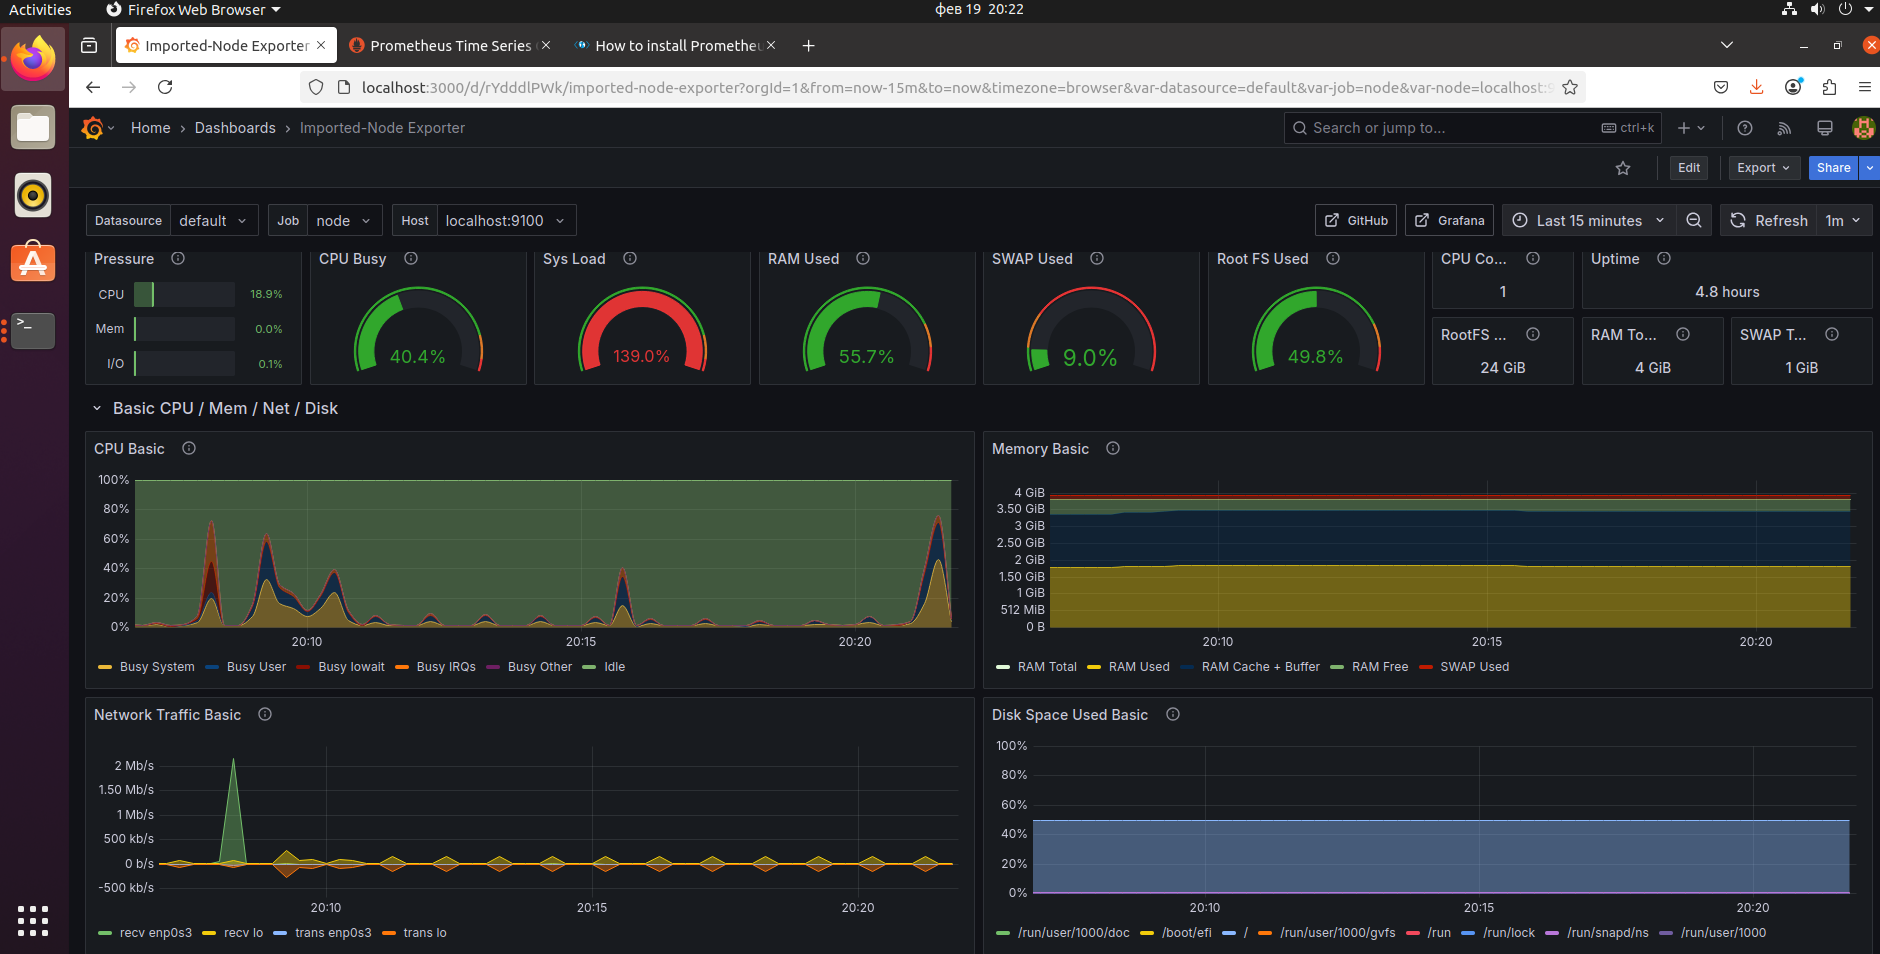 Activities
Firefox Web Browser
фев 19 20:22
Imported-Node Exporter
Prometheus Time Series
How to install Prometheu
localhost:3000/d/rYdddlPWk/imported-node-exporter?orgId=1&from=now-15m&to=now&timezone=browser&var-datasource=default&var-job=node&var-node=localhost:9
Home › Dashboards › Imported-Node Exporter
Search or jump to...
ctrl+k
Edit
Export
Share
Datasource
default
Job
node
Host
localhost:9100
GitHub
Grafana
Last 15 minutes
Refresh
1m
Pressure
CPU 18.9%
Mem 0.0%
I/O 0.1%
CPU Busy
40.4%
Sys Load
139.0%
RAM Used
55.7%
SWAP Used
9.0%
Root FS Used
49.8%
CPU Co...
1
Uptime
4.8 hours
RootFS ...
24 GiB
RAM To...
4 GiB
SWAP T...
1 GiB
Basic CPU / Mem / Net / Disk
CPU Basic
100%
80%
60%
40%
20%
0%
20:10 20:15 20:20
Busy System Busy User Busy Iowait Busy IRQs Busy Other Idle
Memory Basic
4 GiB
3.50 GiB
3 GiB
2.50 GiB
2 GiB
1.50 GiB
1 GiB
512 MiB
0 B
20:10 20:15 20:20
RAM Total RAM Used RAM Cache + Buffer RAM Free SWAP Used
Network Traffic Basic
2 Mb/s
1.50 Mb/s
1 Mb/s
500 kb/s
0 b/s
-500 kb/s
20:10 20:15 20:20
recv enp0s3 recv lo trans enp0s3 trans lo
Disk Space Used Basic
100%
80%
60%
40%
20%
0%
20:10 20:15 20:20
/run/user/1000/doc /boot/efi / /run/user/1000/gvfs /run /run/lock /run/snapd/ns /run/user/1000